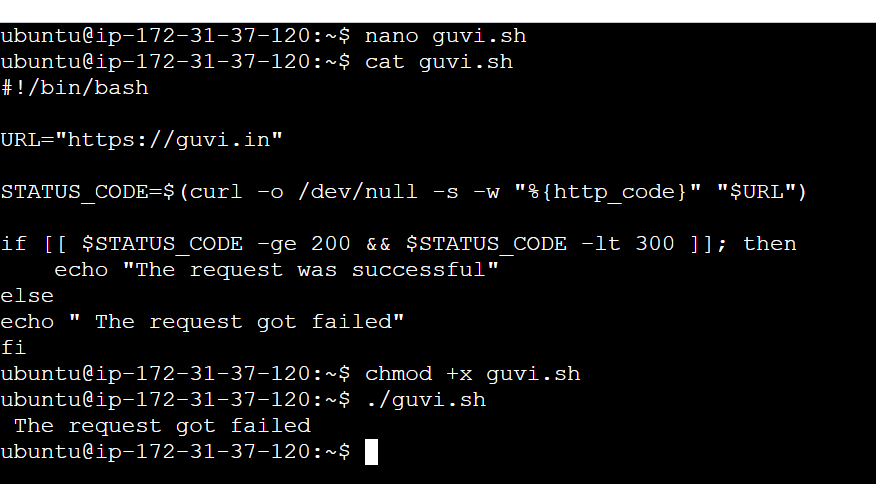 ubuntu@ip-172-31-37-120:~$ nano guvi.sh
ubuntu@ip-172-31-37-120:~$ cat guvi.sh
#!/bin/bash
URL="https://guvi.in"
STATUS_CODE=$(curl -o /dev/null -s -w "%{http_code}" "$URL")
if [[ $STATUS_CODE -ge 200 && $STATUS_CODE -lt 300 ]]; then
    echo "The request was successful"
else
echo " The request got failed"
fi
ubuntu@ip-172-31-37-120:~$ chmod +x guvi.sh
ubuntu@ip-172-31-37-120:~$ ./guvi.sh
 The request got failed
ubuntu@ip-172-31-37-120:~$